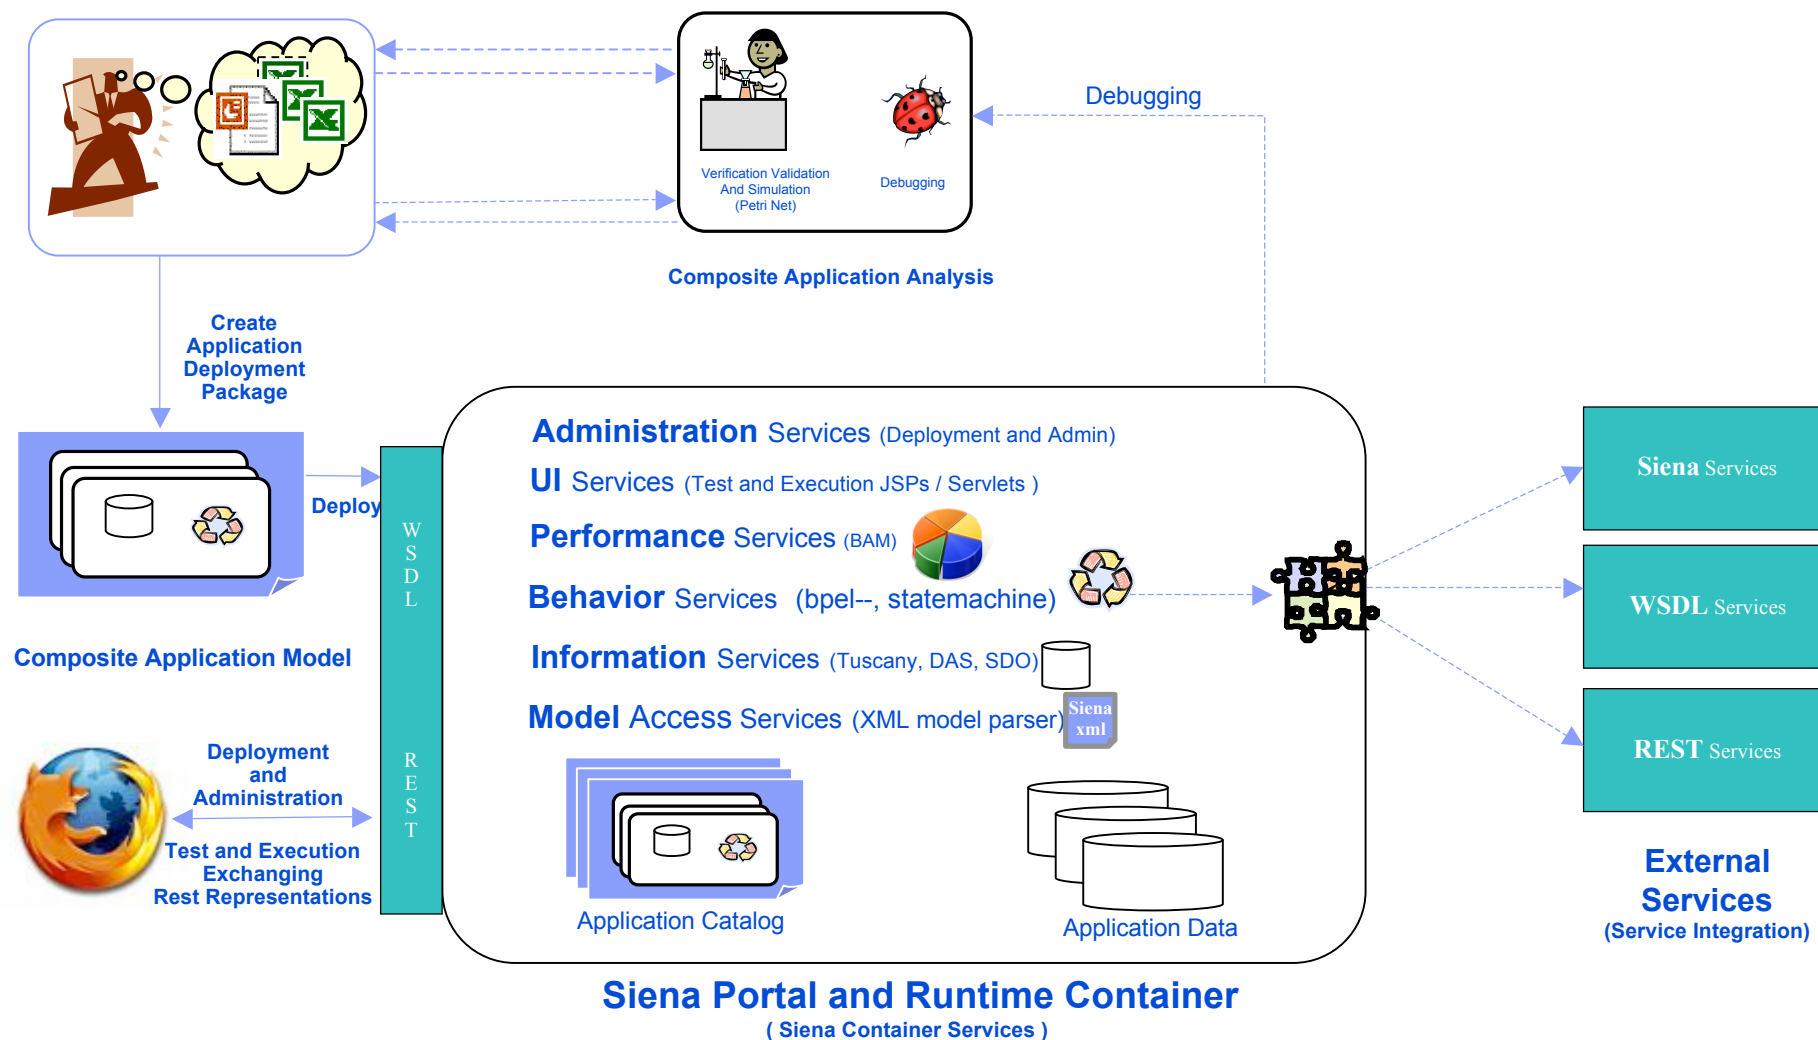 Debugging
Verification Validation
And Simulation
(Petri Net)
Debugging
Composite Application Analysis
Create
Application
Deployment
Package
Deploy
Composite Application Model
W
S
D
L
R
E
S
T
Administration Services (Deployment and Admin)
UI Services (Test and Execution JSPs / Servlets )
Performance Services (BAM)
Behavior Services (bpel--, statemachine)
Information Services (Tuscany, DAS, SDO)
Model Access Services (XML model parser)
Siena
xml
Application Catalog
Application Data
Deployment
and
Administration
Test and Execution
Exchanging
Rest Representations
Siena Services
WSDL Services
REST Services
External
Services
(Service Integration)
Siena Portal and Runtime Container
( Siena Container Services )